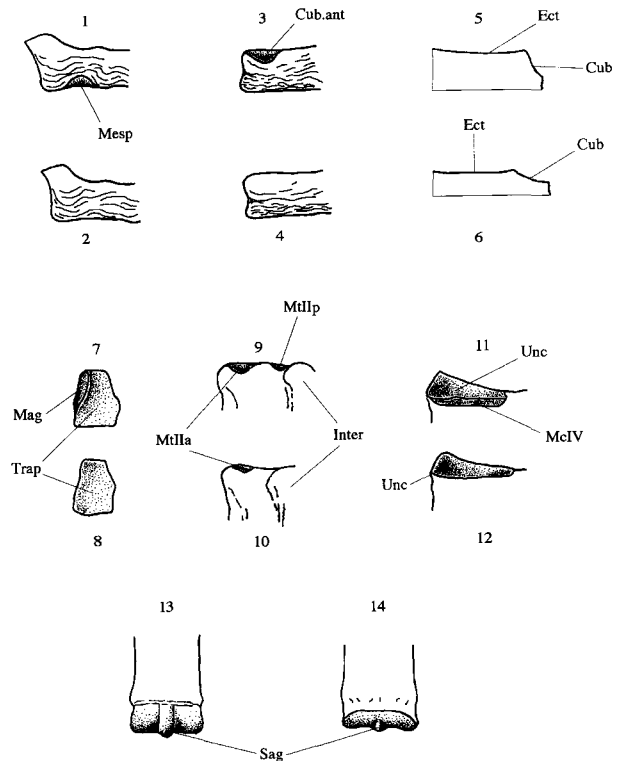 1
3
Cub.ant
5
Ect
Cub
Mesp
Ect
Cub
2
4
6
MtIIp
7
9
11
Unc
Mag
MtIIa
Inter
McIV
Trap
Unc
8
10
12
13
14
Sag